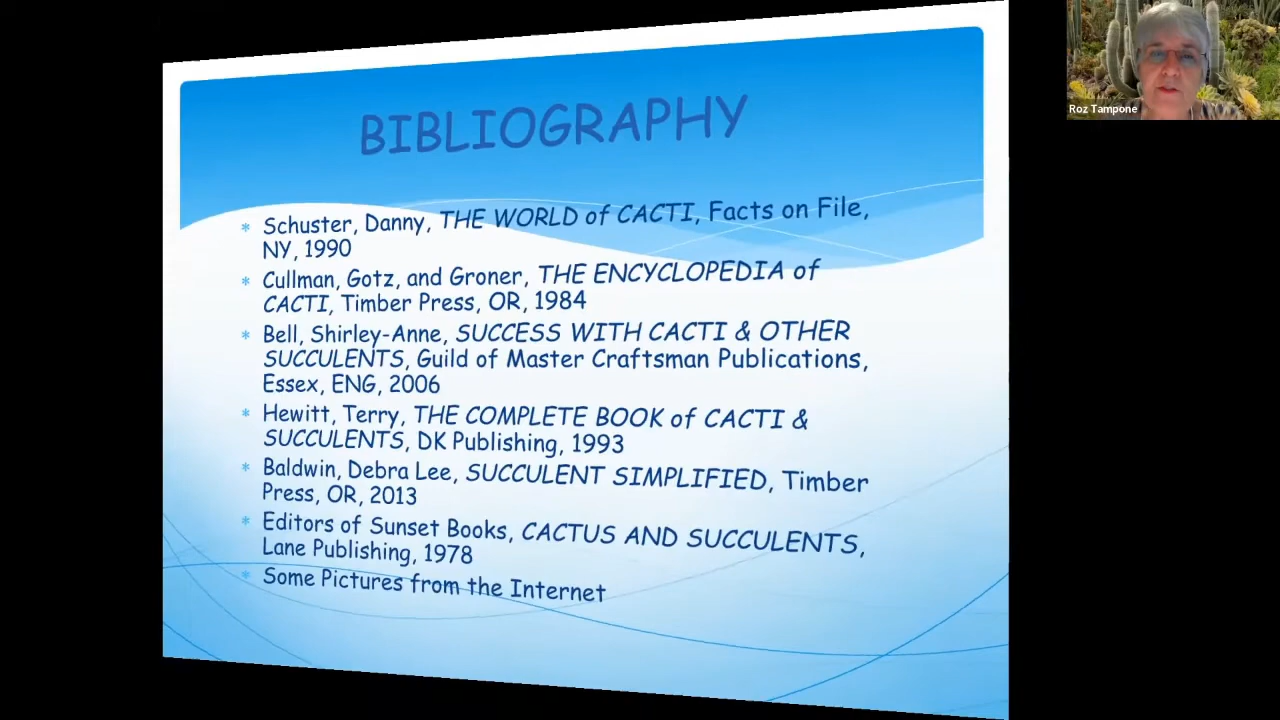 BIBLIOGRAPHY
* Schuster, Danny, THE WORLD of CACTI, Facts on File,
NY, 1990
* Cullman, Gotz, and Groner, THE ENCYCLOPEDIA of
CACTI, Timber Press, OR, 1984
* Bell, Shirley-Anne, SUCCESS WITH CACTI & OTHER
SUCCULENTS, Guild of Master Craftsman Publications,
Essex, ENG, 2006
* Hewitt, Terry, THE COMPLETE BOOK of CACTI &
SUCCULENTS, DK Publishing, 1993
* Baldwin, Debra Lee, SUCCULENT SIMPLIFIED, Timber
Press, OR, 2013
* Editors of Sunset Books, CACTUS AND SUCCULENTS,
Lane Publishing, 1978
* Some Pictures from the Internet
Roz Tampone